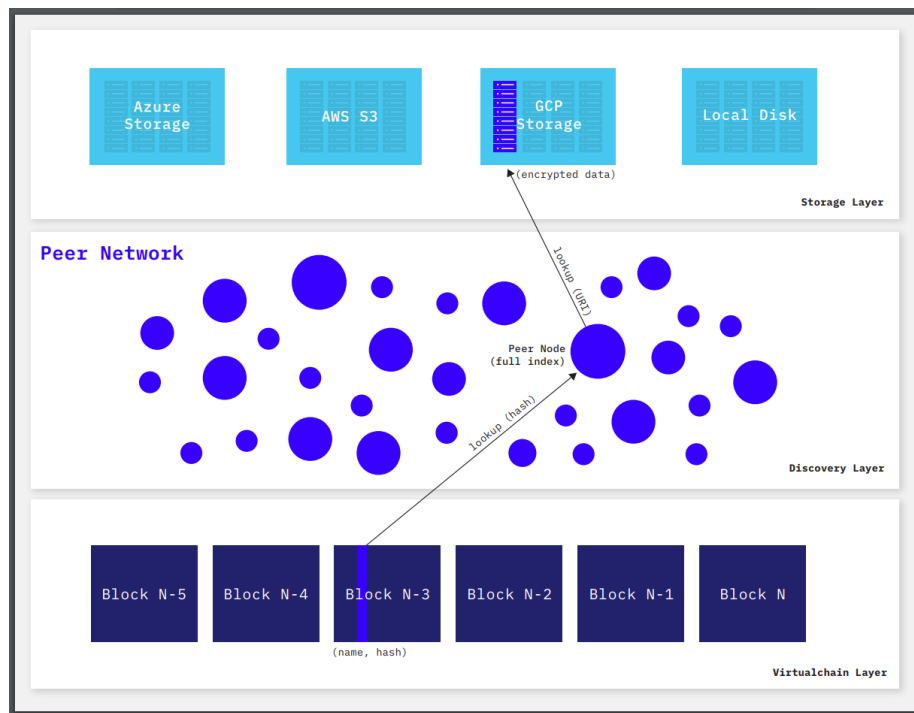 Azure
Storage
AWS S3
GCP
Storage
Local Disk
(encrypted data)
Storage Layer
Peer Network
lookup (URI)
Peer Node
(full index)
lookup (hash)
Discovery Layer
Block N-5
Block N-4
Block N-3
Block N-2
Block N-1
Block N
(name, hash)
Virtualchain Layer